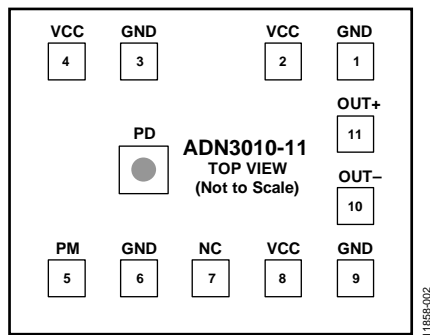 VCC GND VCC GND
4 3 2 1
OUT+
11
PD
ADN3010-11
TOP VIEW
(Not to Scale)
OUT–
10
PM GND NC VCC GND
5 6 7 8 9
11858-002